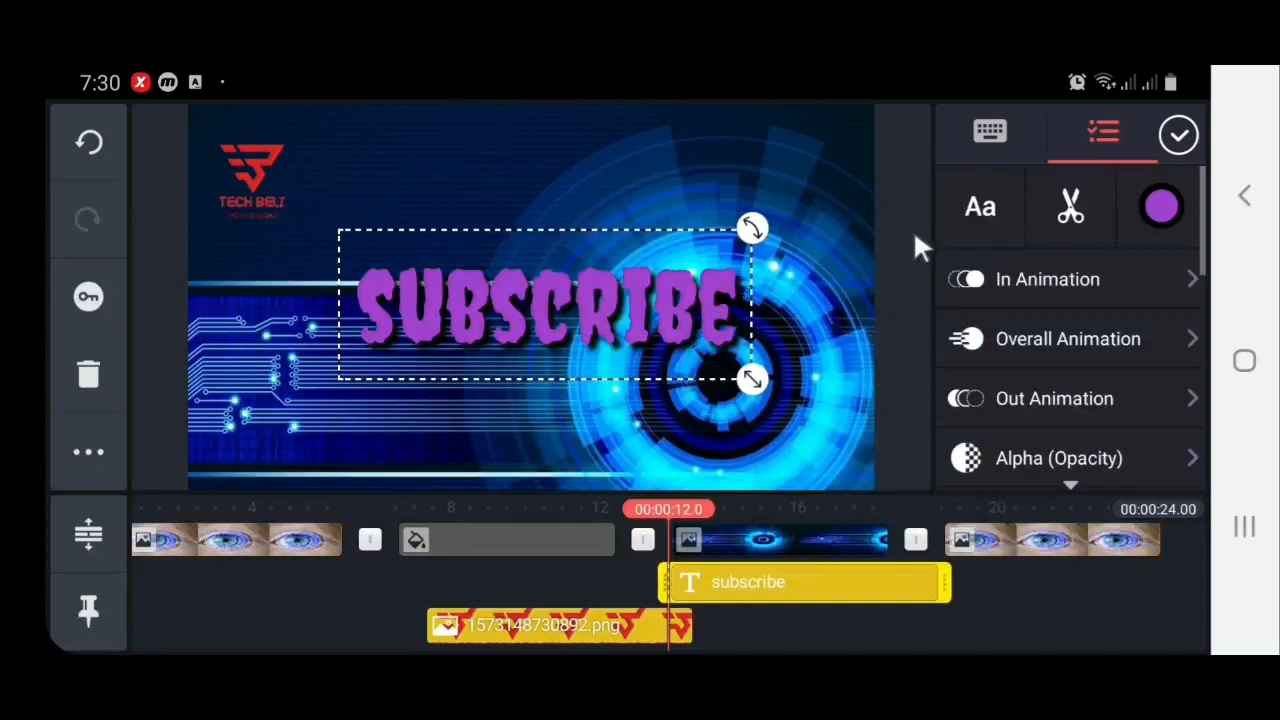 7:30
TECH BELI
Aa
In Animation
SUBSCRIBE
Overall Animation
Out Animation
Alpha (Opacity)
4
8
12
00:00:12.0
16
20
00:00:24.00
T
T
T
T subscribe
1573148730892.png